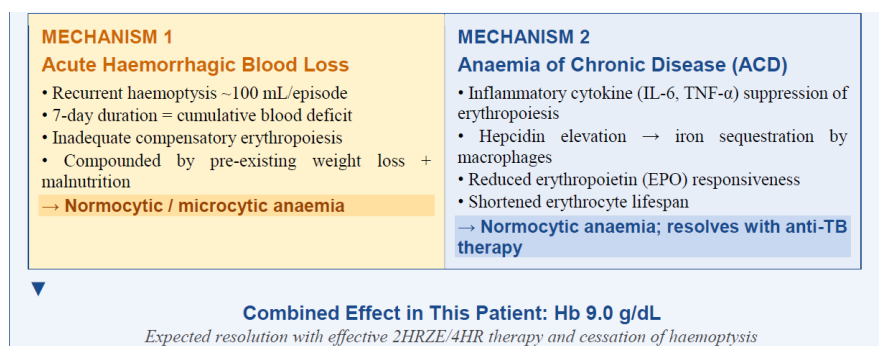 MECHANISM 1
Acute Haemorrhagic Blood Loss
• Recurrent haemoptysis ~100 mL/episode
• 7-day duration = cumulative blood deficit
• Inadequate compensatory erythropoiesis
• Compounded by pre-existing weight loss +
malnutrition
→ Normocytic / microcytic anaemia
MECHANISM 2
Anaemia of Chronic Disease (ACD)
• Inflammatory cytokine (IL-6, TNF-α) suppression of
erythropoiesis
• Hepcidin elevation → iron sequestration by
macrophages
• Reduced erythropoietin (EPO) responsiveness
• Shortened erythrocyte lifespan
→ Normocytic anaemia; resolves with anti-TB
therapy
Combined Effect in This Patient: Hb 9.0 g/dL
Expected resolution with effective 2HRZE/4HR therapy and cessation of haemoptysis